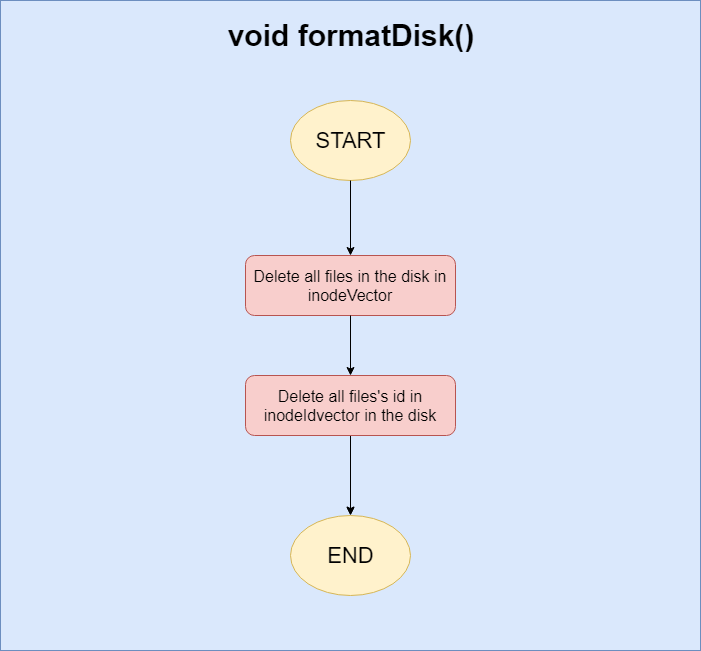 void formatDisk()
START
Delete all files in the disk in
inodeVector
Delete all files's id in
inodeIdvector in the disk
END